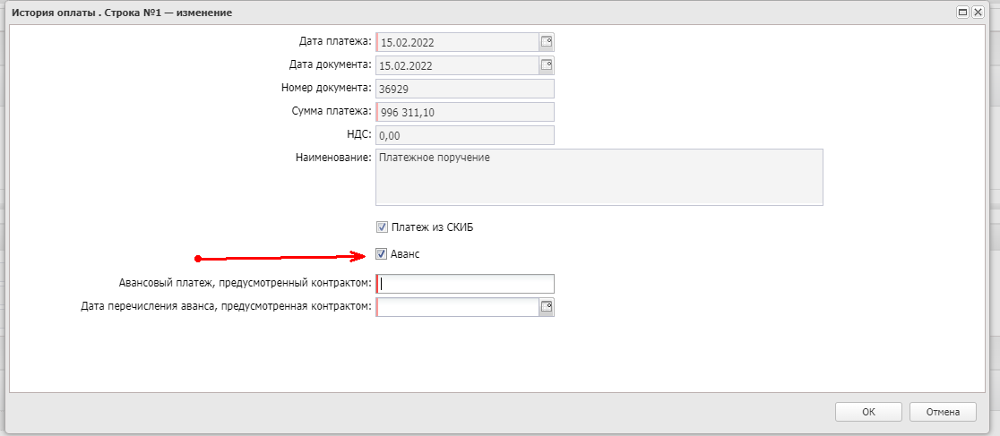 История оплаты . Строка №1 — изменение
Дата платежа: 15.02.2022
Дата документа: 15.02.2022
Номер документа: 36929
Сумма платежа: 996 311,10
НДС: 0,00
Наименование: Платежное поручение
Платеж из СКИБ
Аванс
Авансовый платеж, предусмотренный контрактом:
Дата перечисления аванса, предусмотренная контрактом:
ОК Отмена